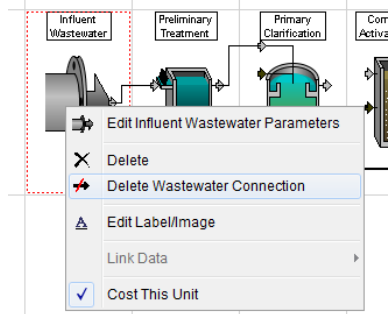 Influent
Wastewater
Preliminary
Treatment
Primary
Clarification
Edit Influent Wastewater Parameters
Delete
Delete Wastewater Connection
A Edit Label/Image
Link Data
Cost This Unit